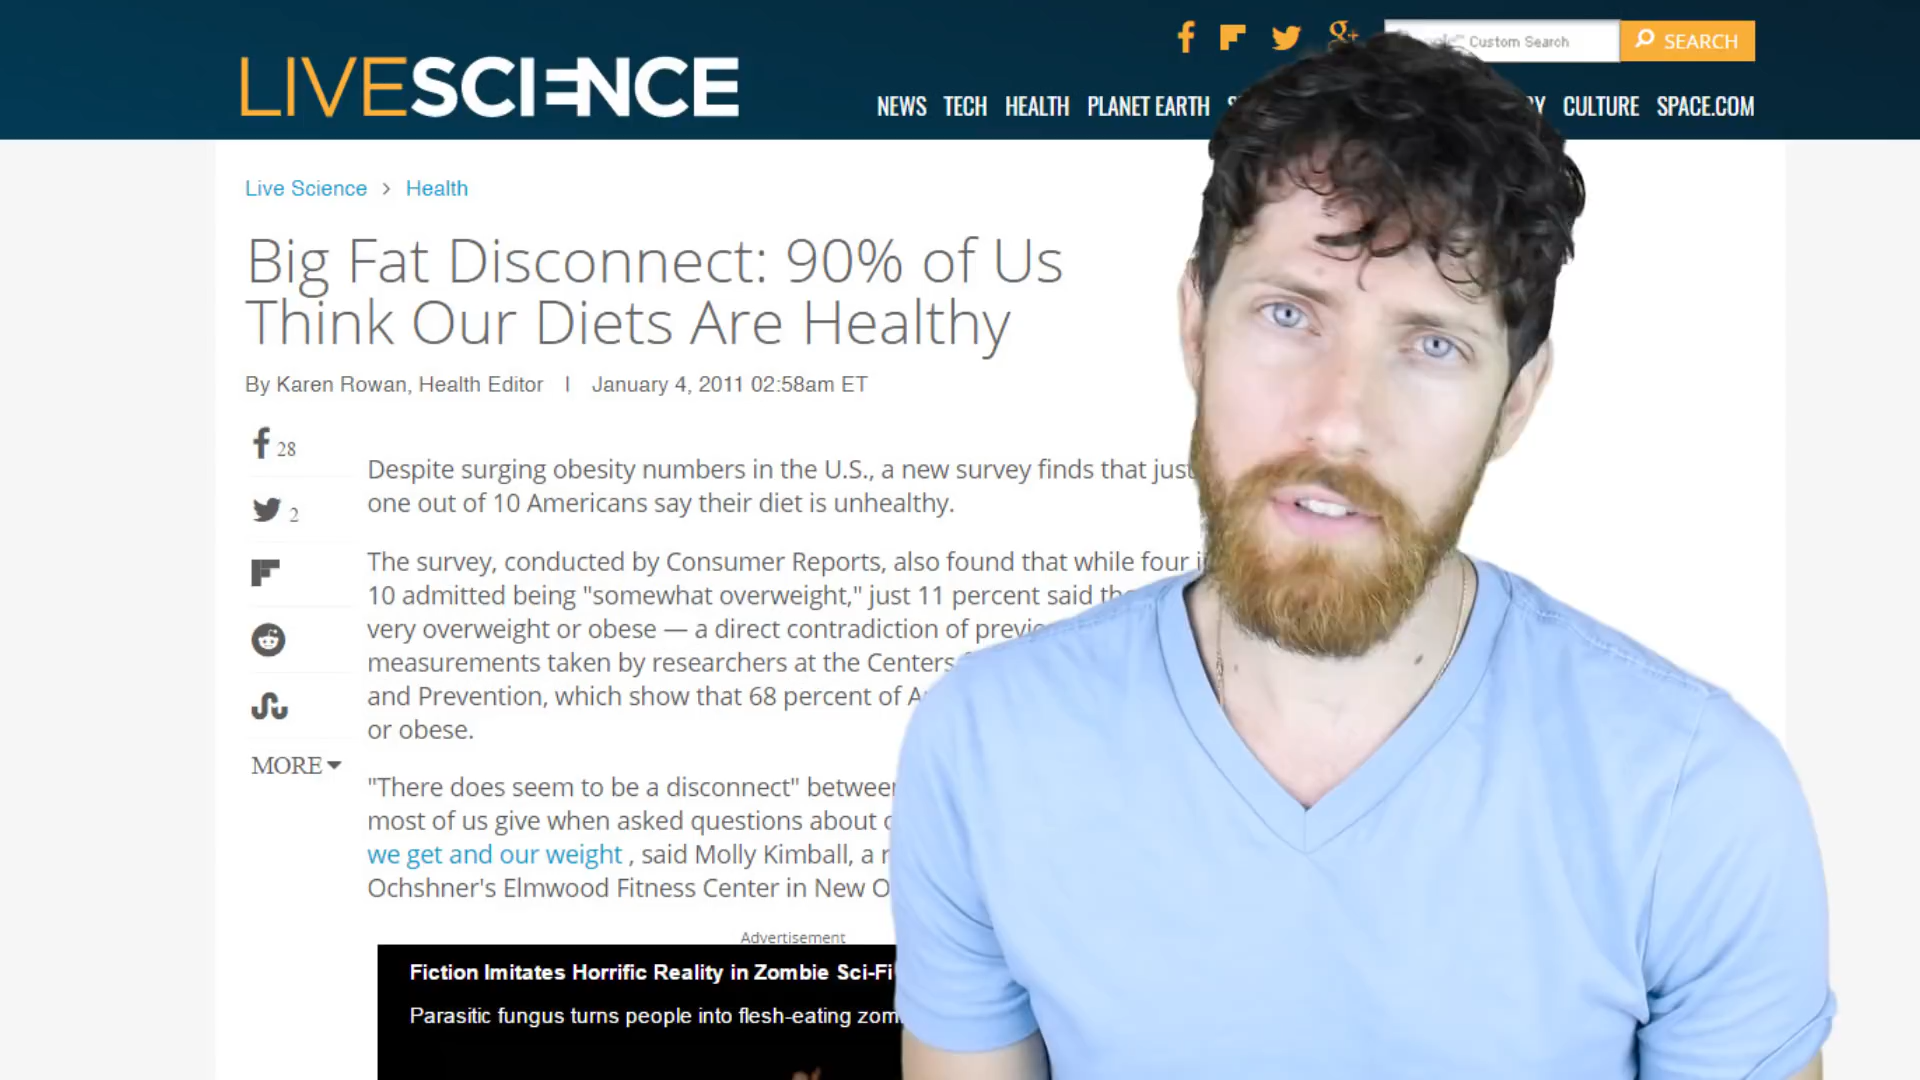 LIVESCIENCE
Custom Search
SEARCH
NEWS TECH HEALTH PLANET EARTH CULTURE SPACE.COM
Live Science > Health
Big Fat Disconnect: 90% of Us
Think Our Diets Are Healthy
By Karen Rowan, Health Editor | January 4, 2011 02:58am ET
28
2
MORE
Despite surging obesity numbers in the U.S., a new survey finds that just
one out of 10 Americans say their diet is unhealthy.
The survey, conducted by Consumer Reports, also found that while four
10 admitted being "somewhat overweight," just 11 percent said
very overweight or obese — a direct contradiction of
measurements taken by researchers at the Centers
and Prevention, which show that 68 percent of
or obese.
"There does seem to be a disconnect" between
most of us give when asked questions about
we get and our weight , said Molly Kimball, a
Ochshner's Elmwood Fitness Center in New
Advertisement
Fiction Imitates Horrific Reality in Zombie Sci-Fi
Parasitic fungus turns people into flesh-eating